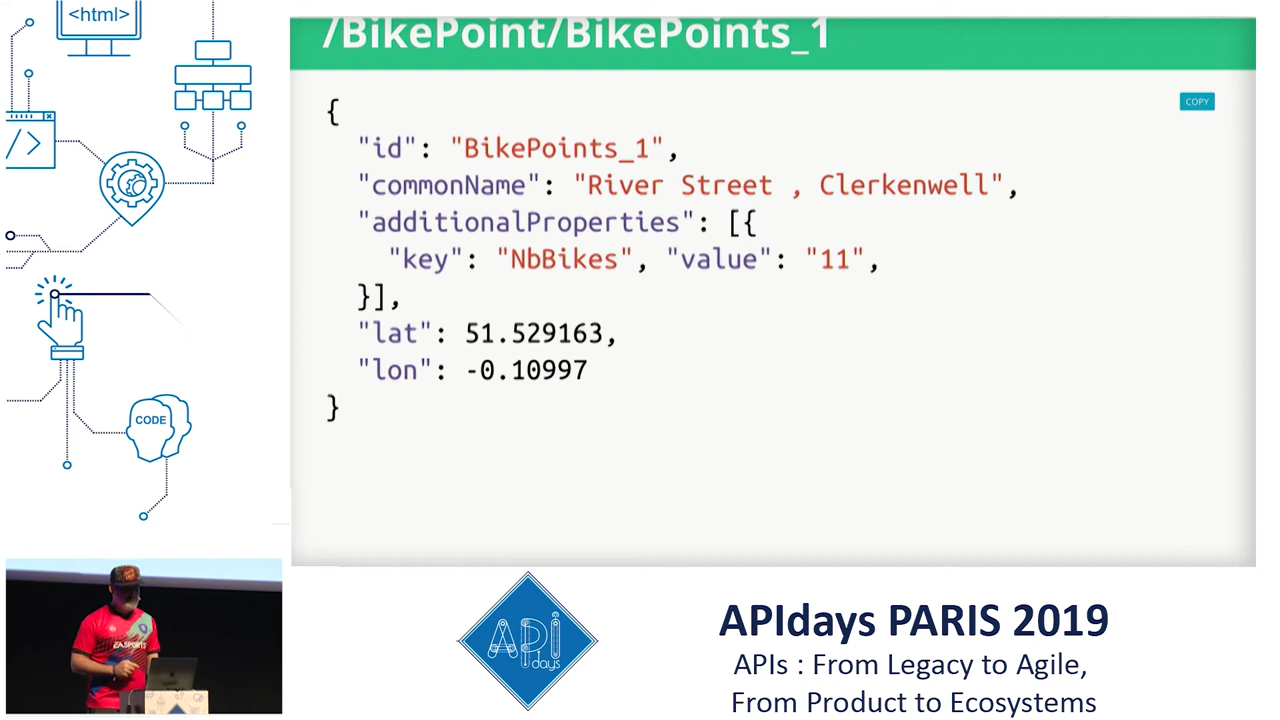 <html>
/BikePoint/BikePoints_1
COPY
{
"id": "BikePoints_1",
"commonName": "River Street , Clerkenwell",
"additionalProperties": [{
"key": "NbBikes", "value": "11",
}],
"lat": 51.529163,
"lon": -0.10997
}
</>
CODE
EA SPORTS
API
days
APIdays PARIS 2019
APIs : From Legacy to Agile,
From Product to Ecosystems